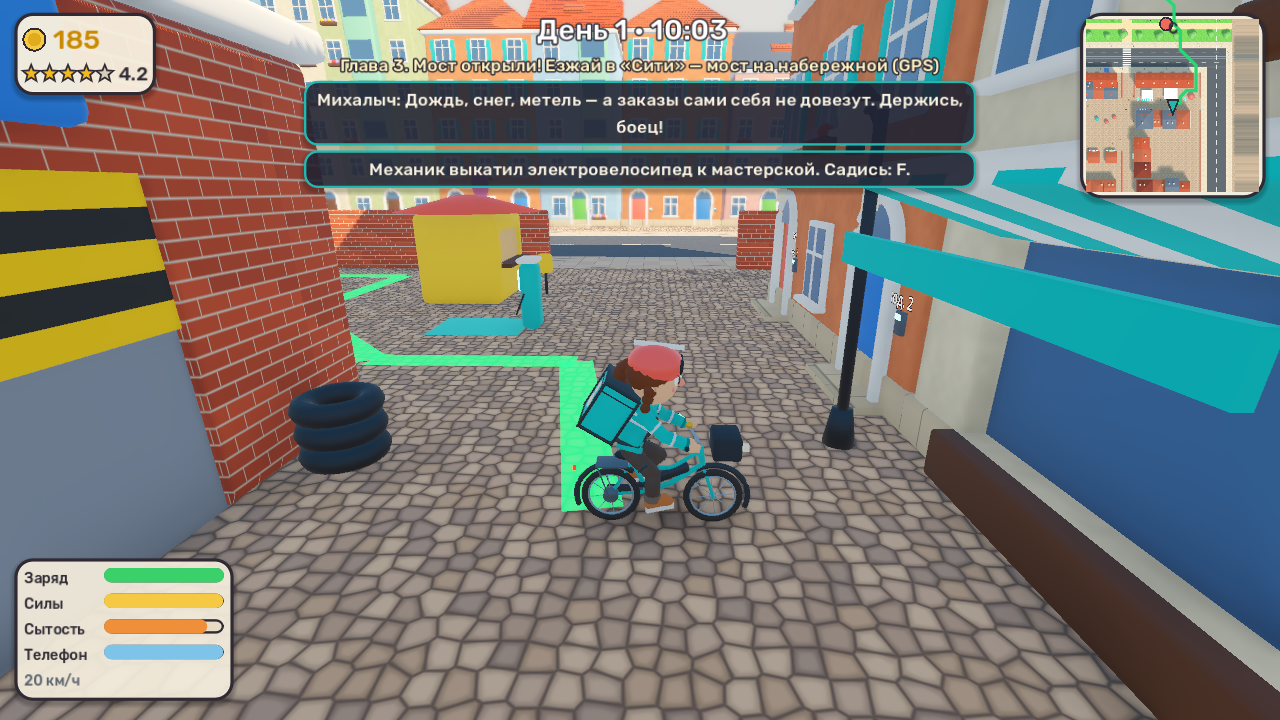 185
4.2
День 1 • 10:03
Глава 3. Мост открыли! Езжай в «Сити» — мост на набережной (GPS)
Михалыч: Дождь, снег, метель — а заказы сами себя не довезут. Держись,
боец!
Механик выкатил электровелосипед к мастерской. Садись: F.
Заряд
Силы
Сытость
Телефон
20 км/ч